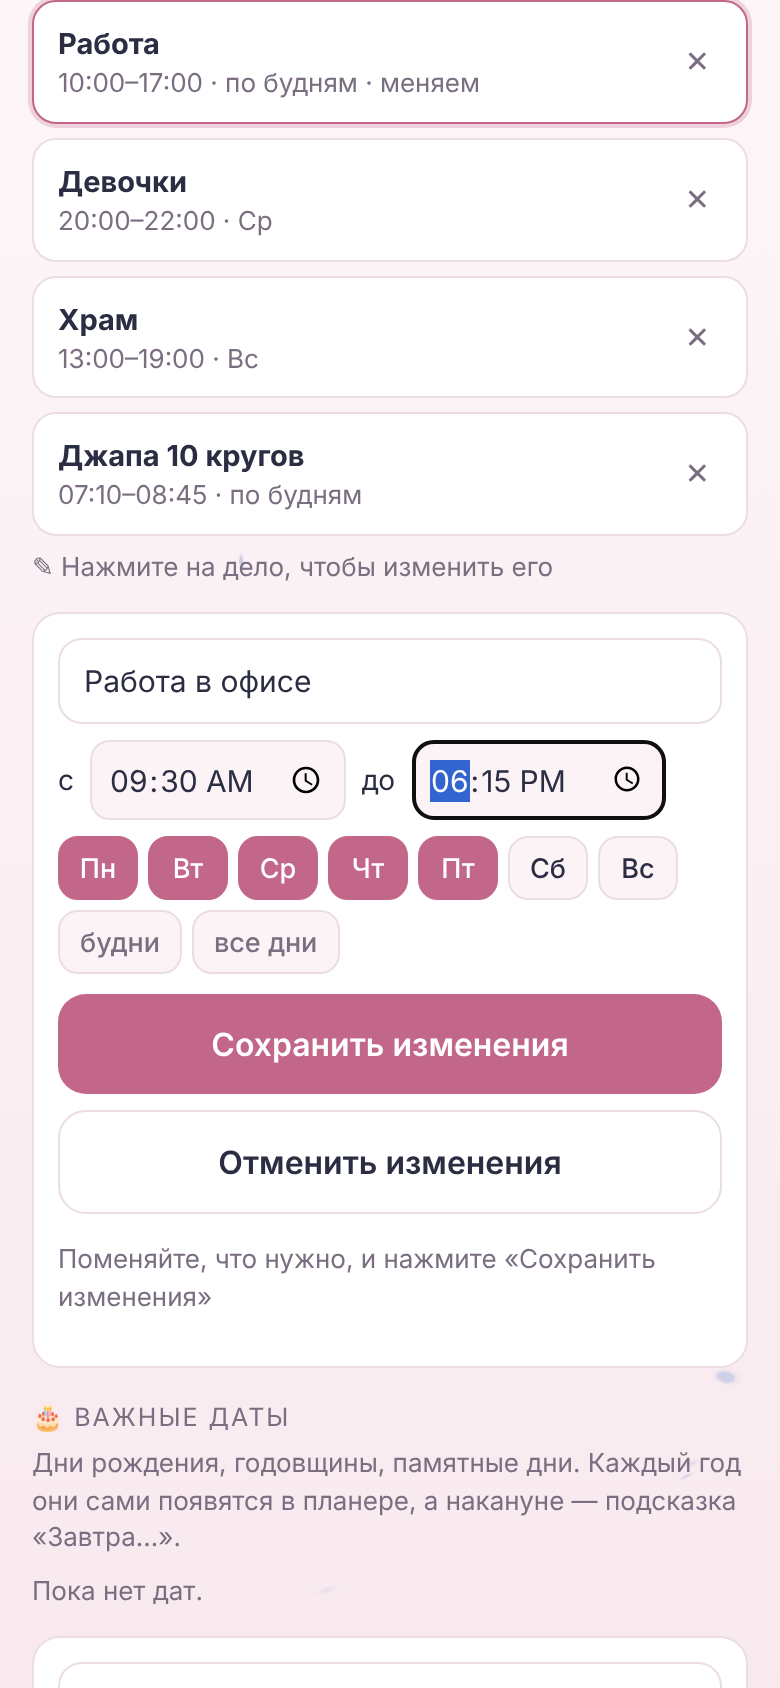 Работа
10:00–17:00 · по будням · меняем
✕
Девочки
20:00–22:00 · Ср
✕
Храм
13:00–19:00 · Вс
✕
Джапа 10 кругов
07:10–08:45 · по будням
✕
✎ Нажмите на дело, чтобы изменить его
Работа в офисе
с 09:30 AM до 06:15 PM
Пн Вт Ср Чт Пт Сб Вс
будни все дни
Сохранить изменения
Отменить изменения
Поменяйте, что нужно, и нажмите «Сохранить
изменения»
🎂 ВАЖНЫЕ ДАТЫ
Дни рождения, годовщины, памятные дни. Каждый год
они сами появятся в планере, а накануне — подсказка
«Завтра…».
Пока нет дат.